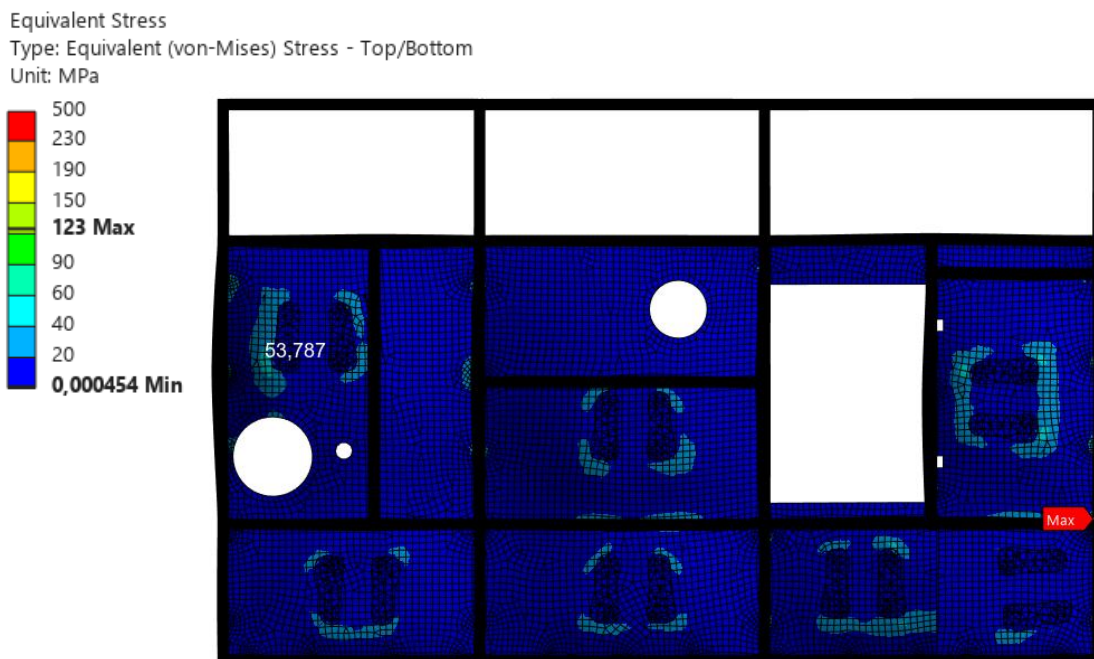 Equivalent Stress
Type: Equivalent (von-Mises) Stress - Top/Bottom
Unit: MPa
500
230
190
150
123 Max
90
60
40
20
0,000454 Min
53,787
Max